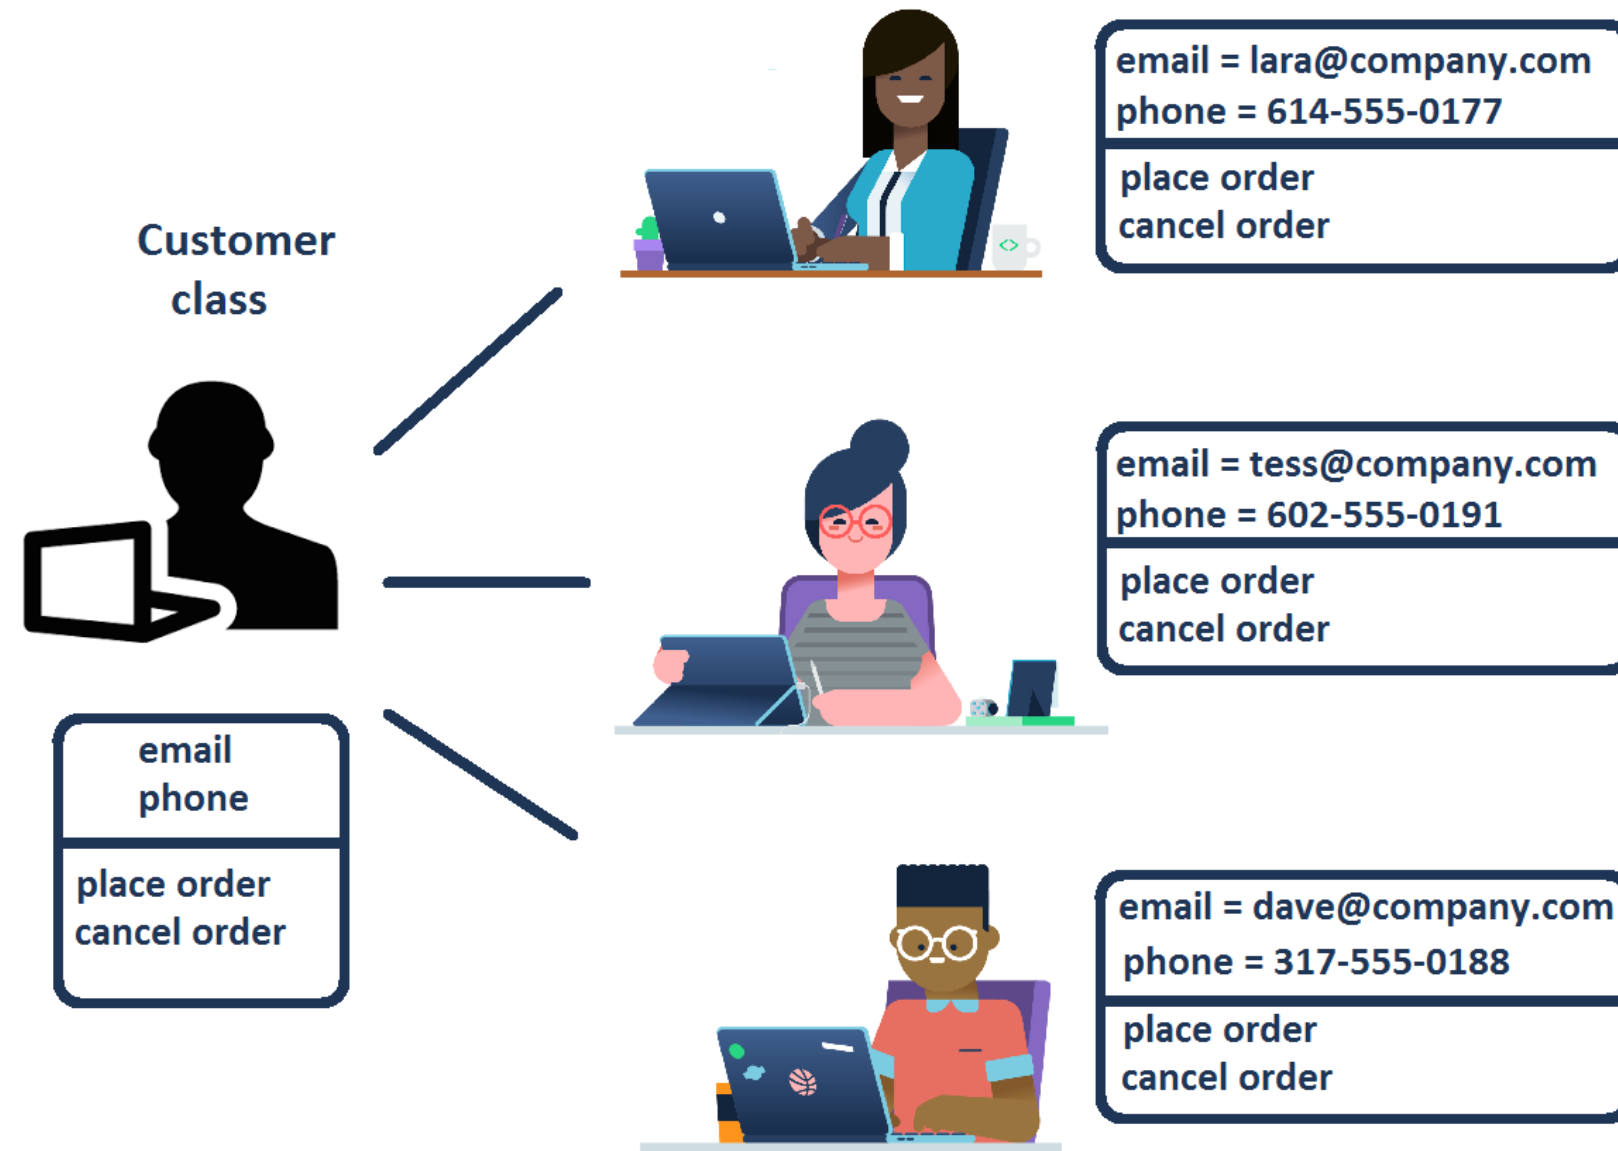 Customer
class
email
phone
place order
cancel order
email = lara@company.com
phone = 614-555-0177
place order
cancel order
<>
email = tess@company.com
phone = 602-555-0191
place order
cancel order
email = dave@company.com
phone = 317-555-0188
place order
cancel order